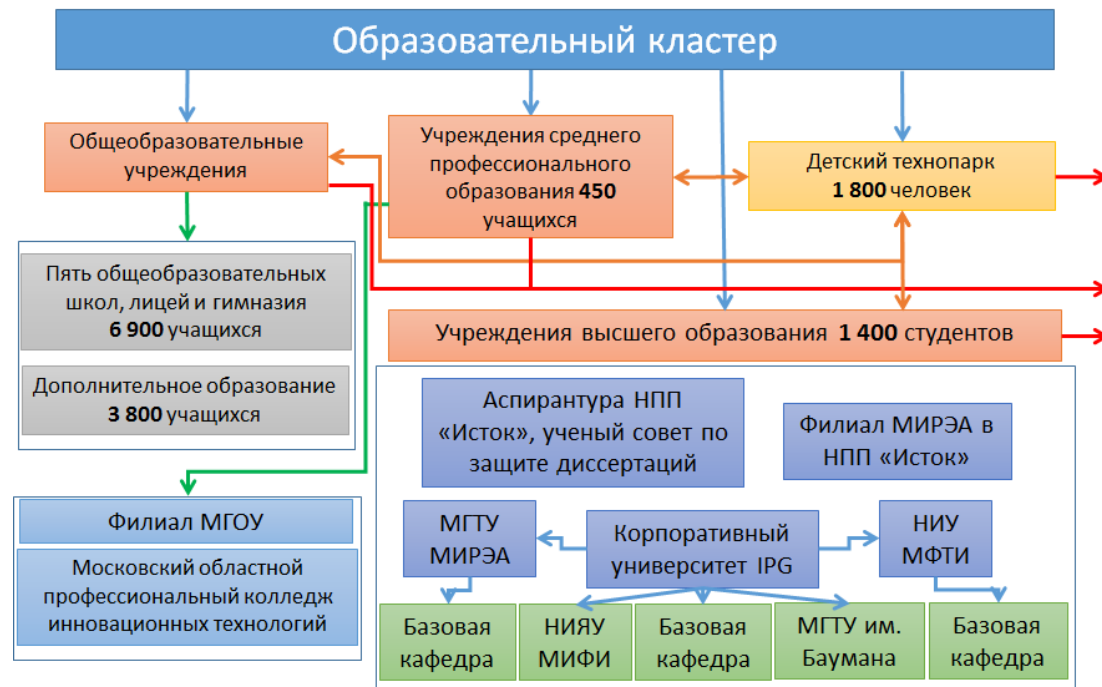 Образовательный кластер
Общеобразовательные
учреждения
Учреждения среднего
профессионального
образования 450
учащихся
Детский технопарк
1 800 человек
Пять общеобразовательных
школ, лицей и гимназия
6 900 учащихся
Дополнительное образование
3 800 учащихся
Учреждения высшего образования 1 400 студентов
Аспирантура НПП
«Исток», ученый совет по
защите диссертаций
Филиал МИРЭА в
НПП «Исток»
Филиал МГОУ
Московский областной
профессиональный колледж
инновационных технологий
МГТУ
МИРЭА
Корпоративный
университет IPG
НИУ
МФТИ
Базовая
кафедра
НИЯУ
МИФИ
Базовая
кафедра
МГТУ им.
Баумана
Базовая
кафедра